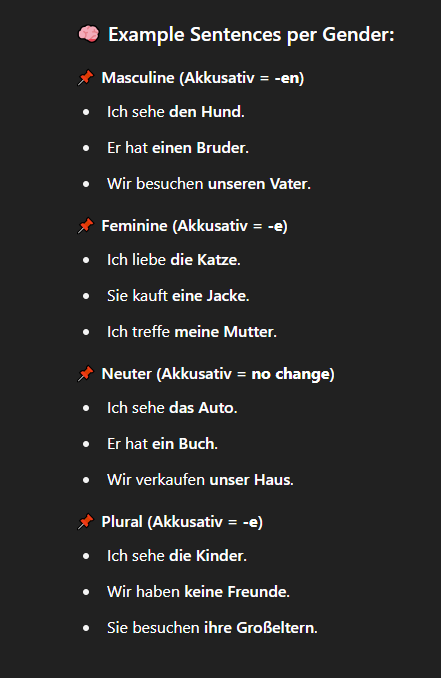 🧠 Example Sentences per Gender:
📌 Masculine (Akkusativ = -en)
• Ich sehe den Hund.
• Er hat einen Bruder.
• Wir besuchen unseren Vater.
📌 Feminine (Akkusativ = -e)
• Ich liebe die Katze.
• Sie kauft eine Jacke.
• Ich treffe meine Mutter.
📌 Neuter (Akkusativ = no change)
• Ich sehe das Auto.
• Er hat ein Buch.
• Wir verkaufen unser Haus.
📌 Plural (Akkusativ = -e)
• Ich sehe die Kinder.
• Wir haben keine Freunde.
• Sie besuchen ihre Großeltern.